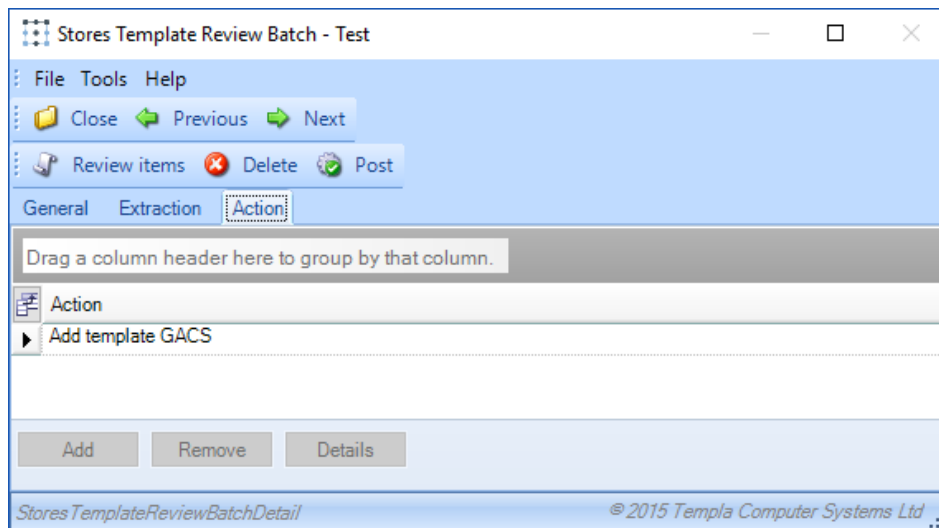 Stores Template Review Batch - Test
File Tools Help
Close Previous Next
Review items Delete Post
General Extraction Action
Drag a column header here to group by that column.
Action
Add template GACS
Add Remove Details
StoresTemplateReviewBatchDetail © 2015 Templa Computer Systems Ltd